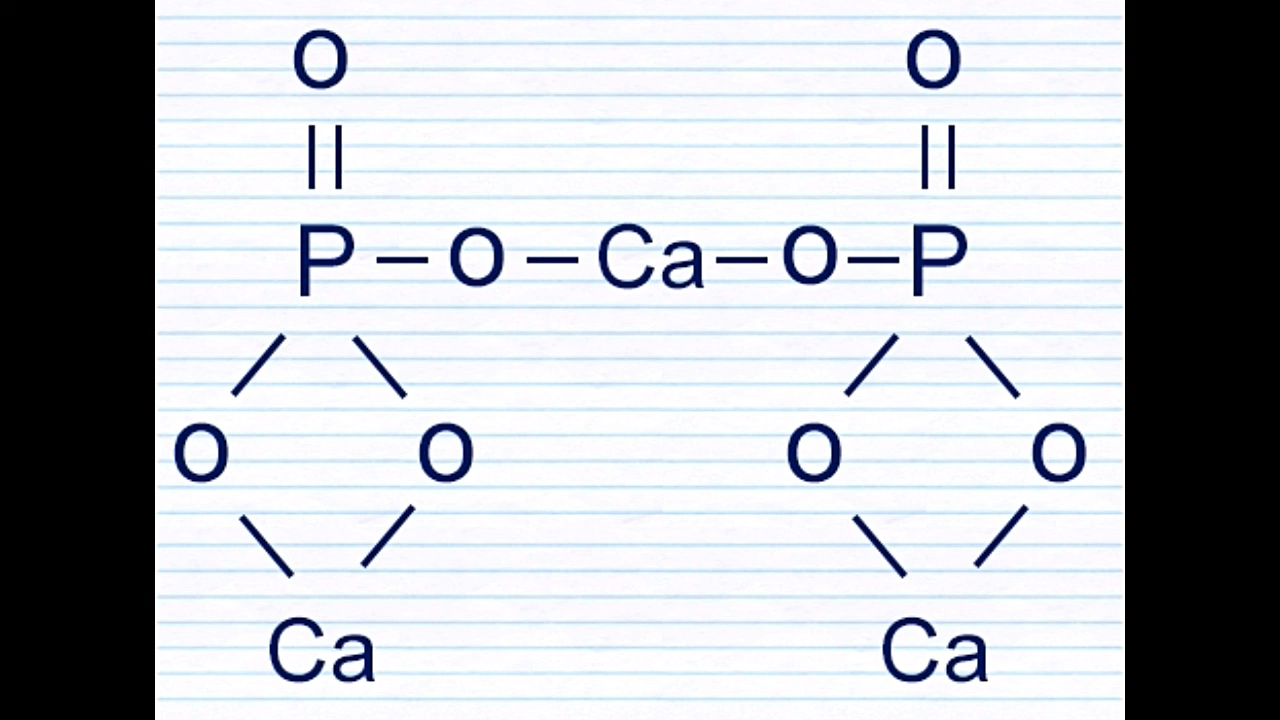 O O
|| ||
P – O – Ca – O – P
/ \ / \
O O O O
\ / \ /
Ca Ca